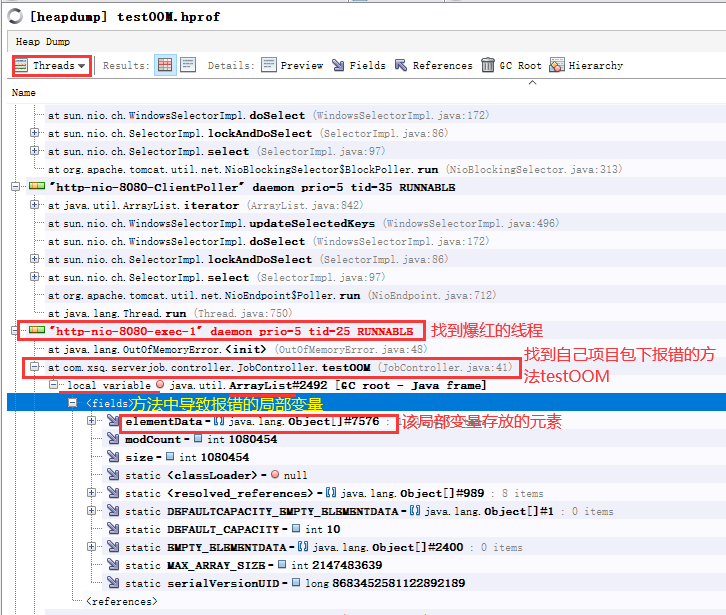 [heapdump] testOOM.hprof
Heap Dump
Threads Results: Details: Preview Fields References GC Root Hierarchy
Name
at sun.nio.ch.WindowsSelectorImpl.doSelect (WindowsSelectorImpl.java:172)
at sun.nio.ch.SelectorImpl.lockAndDoSelect (SelectorImpl.java:86)
at sun.nio.ch.SelectorImpl.select (SelectorImpl.java:97)
at org.apache.tomcat.util.net.NioBlockingSelector$BlockPoller.run (NioBlockingSelector.java:313)
"http-nio-8080-ClientPoller" daemon prio=5 tid=35 RUNNABLE
at java.util.ArrayList.iterator (ArrayList.java:842)
at sun.nio.ch.WindowsSelectorImpl.updateSelectedKeys (WindowsSelectorImpl.java:496)
at sun.nio.ch.WindowsSelectorImpl.doSelect (WindowsSelectorImpl.java:172)
at sun.nio.ch.SelectorImpl.lockAndDoSelect (SelectorImpl.java:86)
at sun.nio.ch.SelectorImpl.select (SelectorImpl.java:97)
at org.apache.tomcat.util.net.NioEndpoint$Poller.run (NioEndpoint.java:712)
at java.lang.Thread.run (Thread.java:750)
"http-nio-8080-exec-1" daemon prio=5 tid=25 RUNNABLE 找到爆红的线程
at java.lang.OutOfMemoryError.<init> (OutOfMemoryError.java:48)
at com.xsq.serverjob.controller.JobController.testOOM (JobController.java:41) 找到自己项目包下报错的方
法testOOM
local variable java.util.ArrayList#2492 [GC root - Java frame]
<fields>方法中导致报错的局部变量
elementData = java.lang.Object[]#7576 : 该局部变量存放的元素
modCount = int 1080454
size = int 1080454
static <classLoader> = null
static <resolved_references> = java.lang.Object[]#989 : 8 items
static DEFAULTCAPACITY_EMPTY_ELEMENTDATA = java.lang.Object[]#1 : 0 items
static DEFAULT_CAPACITY = int 10
static EMPTY_ELEMENTDATA = java.lang.Object[]#2400 : 0 items
static MAX_ARRAY_SIZE = int 2147483639
static serialVersionUID = long 8683452581122892189
<references>